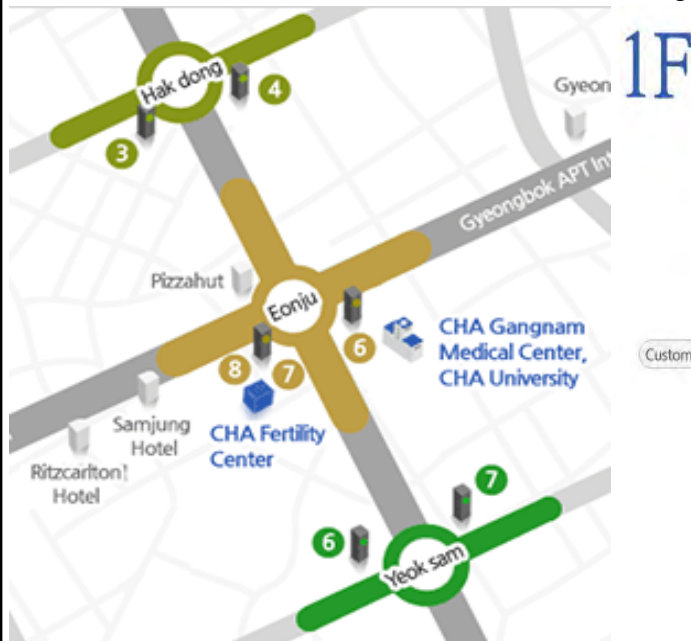 1F
Hak dong
4
3
Gyeon
Gyeongbok APT Int
Pizzahut
Eonju
6
8
7
CHA Gangnam
Medical Center,
CHA University
Custom
Samjung
Hotel
CHA Fertility
Center
Ritzcarlton
Hotel
7
6
Yeok sam